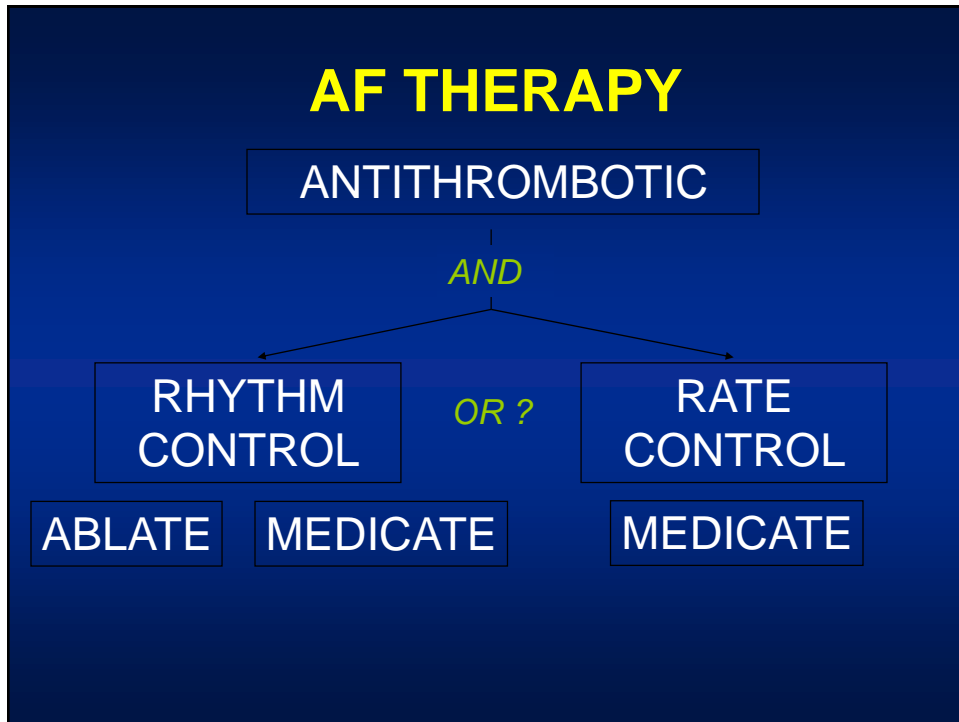 AF THERAPY
ANTITHROMBOTIC
AND
RHYTHM
CONTROL
OR ?
RATE
CONTROL
ABLATE
MEDICATE
MEDICATE